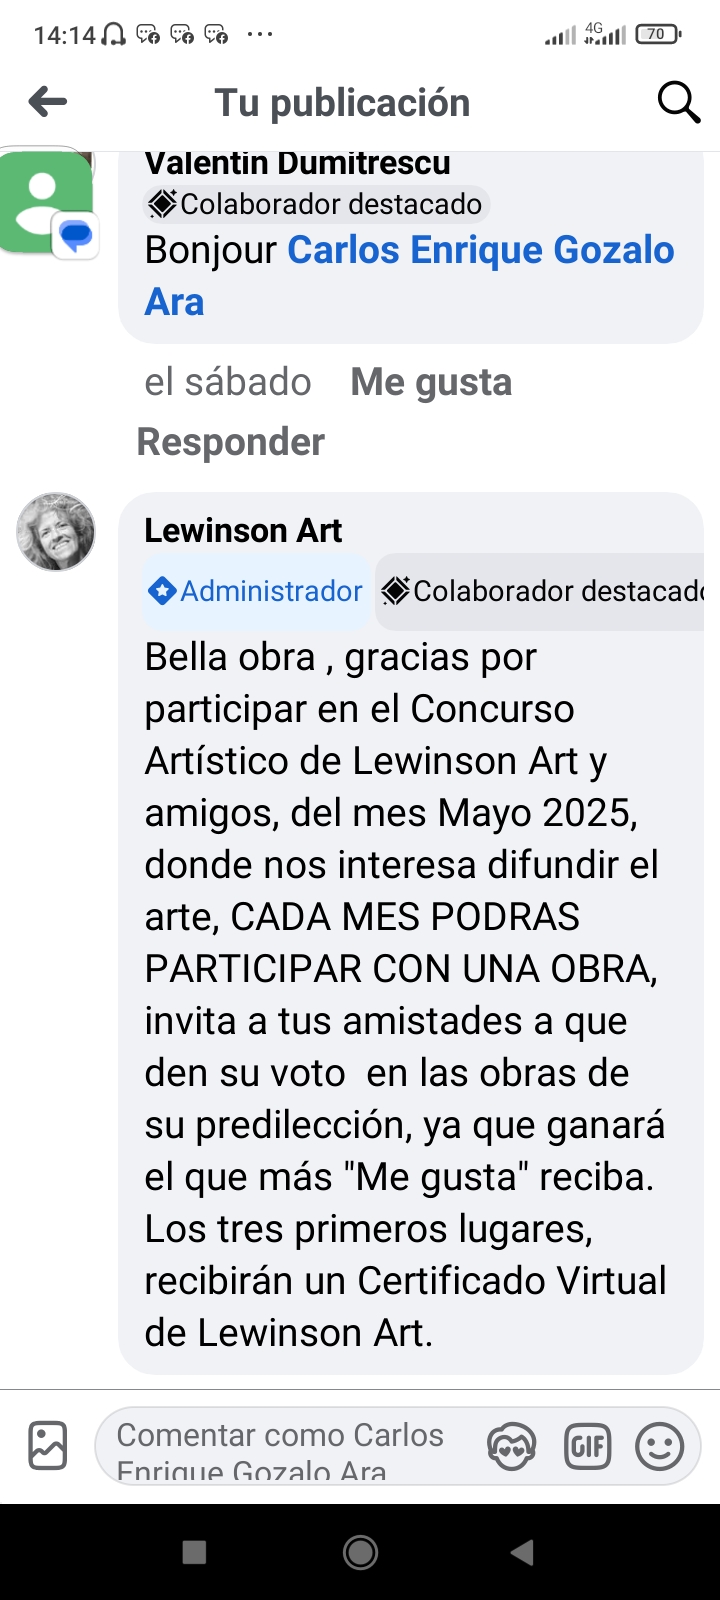 14:14 4G 70
Tu publicación
Valentin Dumitrescu
Colaborador destacado
Bonjour Carlos Enrique Gozalo
Ara
el sábado Me gusta
Responder
Lewinson Art
Administrador Colaborador destacado
Bella obra , gracias por
participar en el Concurso
Artístico de Lewinson Art y
amigos, del mes Mayo 2025,
donde nos interesa difundir el
arte, CADA MES PODRAS
PARTICIPAR CON UNA OBRA,
invita a tus amistades a que
den su voto  en las obras de
su predilección, ya que ganará
el que más "Me gusta" reciba.
Los tres primeros lugares,
recibirán un Certificado Virtual
de Lewinson Art.
Comentar como Carlos
Enrique Gozalo Ara
GIF